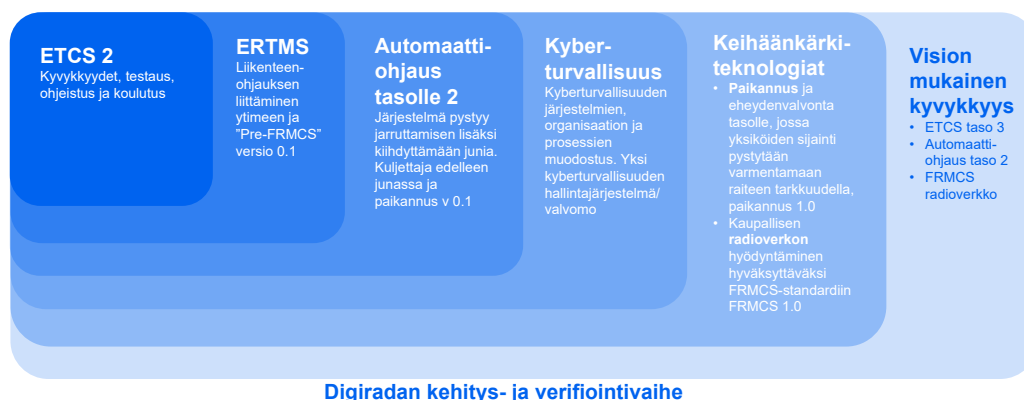 ETCS 2
Kyvykkyydet, testaus,
ohjeistus ja koulutus
ERTMS
Liikenteen-
ohjauksen
liittäminen
ytimeen ja
"Pre-FRMCS"
versio 0.1
Automaatti-
ohjaus
tasolle 2
Järjestelmä pystyy
jarruttamisen lisäksi
kiihdyttämään junia.
Kuljettaja edelleen
junassa ja
paikannus v 0.1
Kyber-
turvallisuus
Kyberturvallisuuden
järjestelmien,
organisaation ja
prosessien
muodostus. Yksi
kyberturvallisuuden
hallintajärjestelmä/
valvomo
Keihäänkärki-
teknologiat
• Paikannus ja
eheydenvalvonta
tasolle, jossa
yksiköiden sijainti
pystytään
varmentamaan
raiteen tarkkuudella,
paikannus 1.0
• Kaupallisen
radioverkon
hyödyntäminen
hyväksyttäväksi
FRMCS-standardiin
FRMCS 1.0
Vision
mukainen
kyvykkyys
• ETCS taso 3
• Automaatti-
ohjaus taso 2
• FRMCS
radioverkko
Digiradan kehitys- ja verifiointivaihe